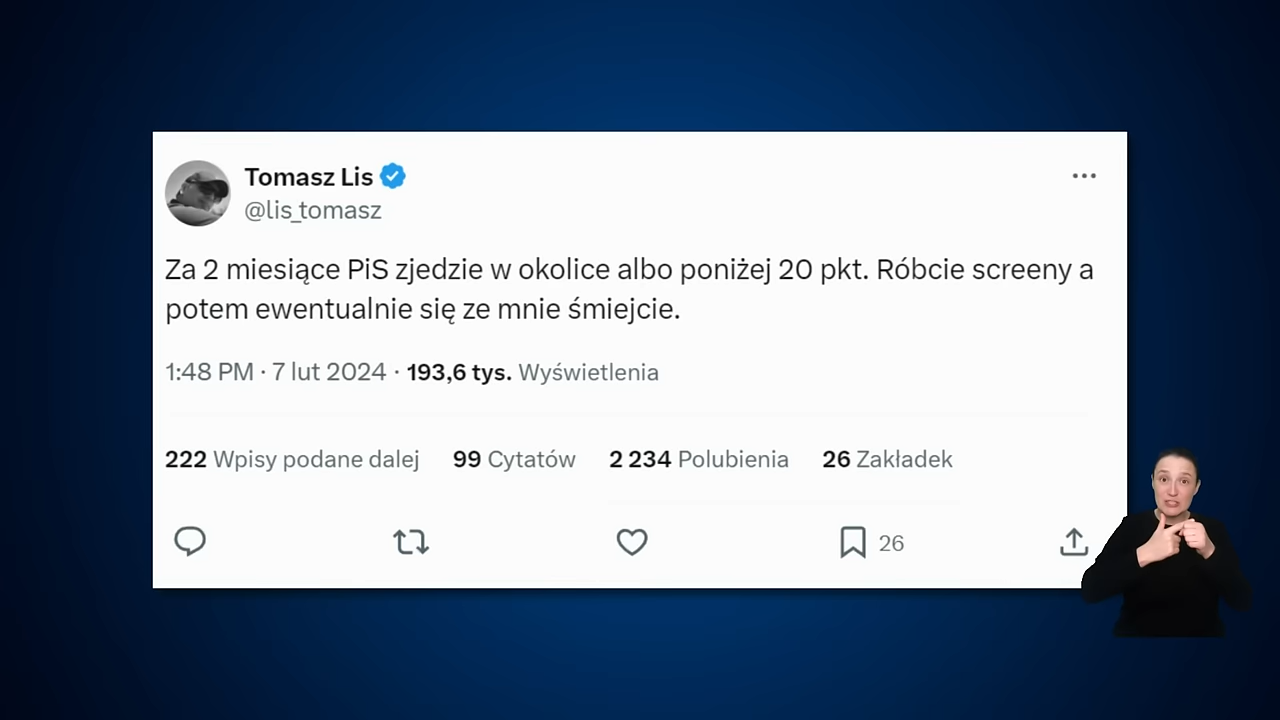 Tomasz Lis
@lis_tomasz
Za 2 miesiące PiS zjedzie w okolice albo poniżej 20 pkt. Róbcie screeny a
potem ewentualnie się ze mnie śmiejcie.
1:48 PM · 7 lut 2024 · 193,6 tys. Wyświetlenia
222 Wpisy podane dalej 99 Cytatów 2 234 Polubienia 26 Zakładek
26